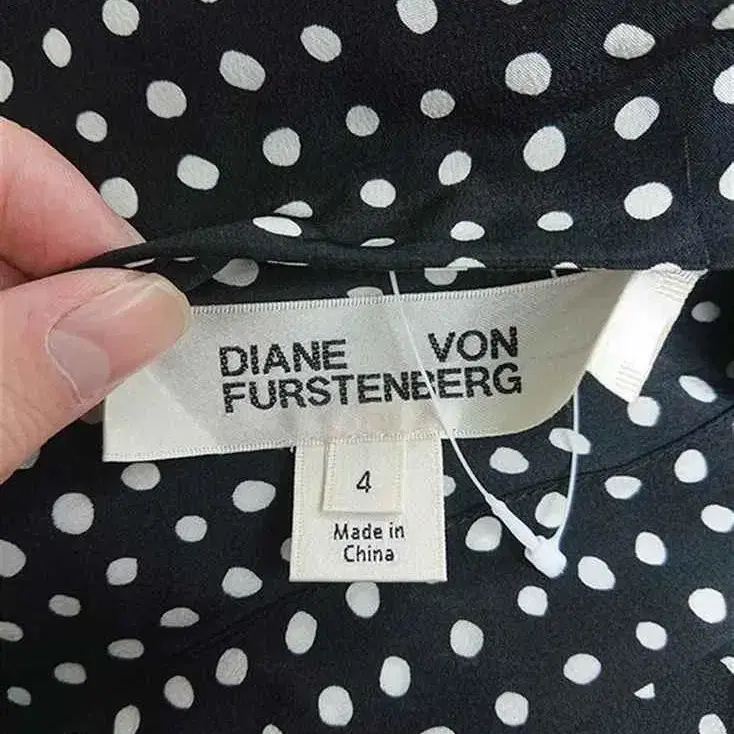 DIANE VON
FURSTENBERG
4
Made in
China